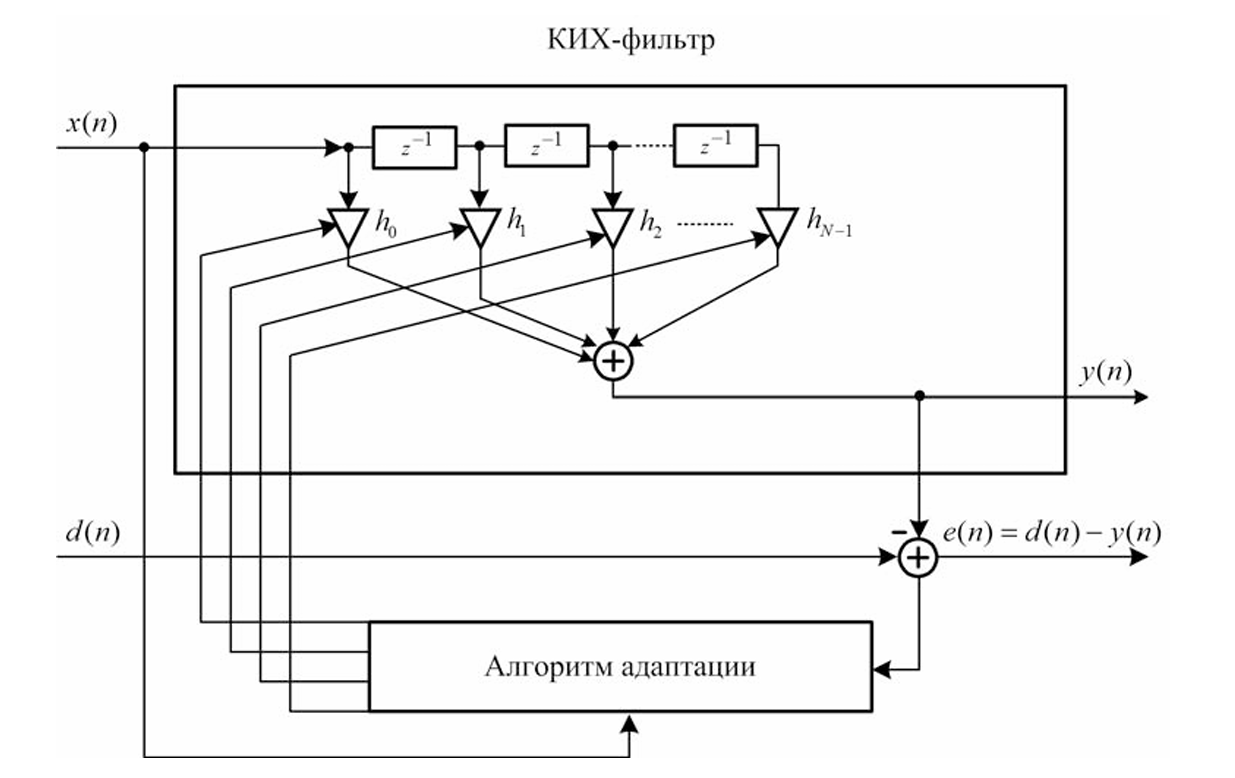 КИХ-фильтр
x(n)
z⁻¹
z⁻¹
z⁻¹
h₀
h₁
h₂
hN−1
+
y(n)
d(n)
−
+
e(n) = d(n) − y(n)
Алгоритм адаптации